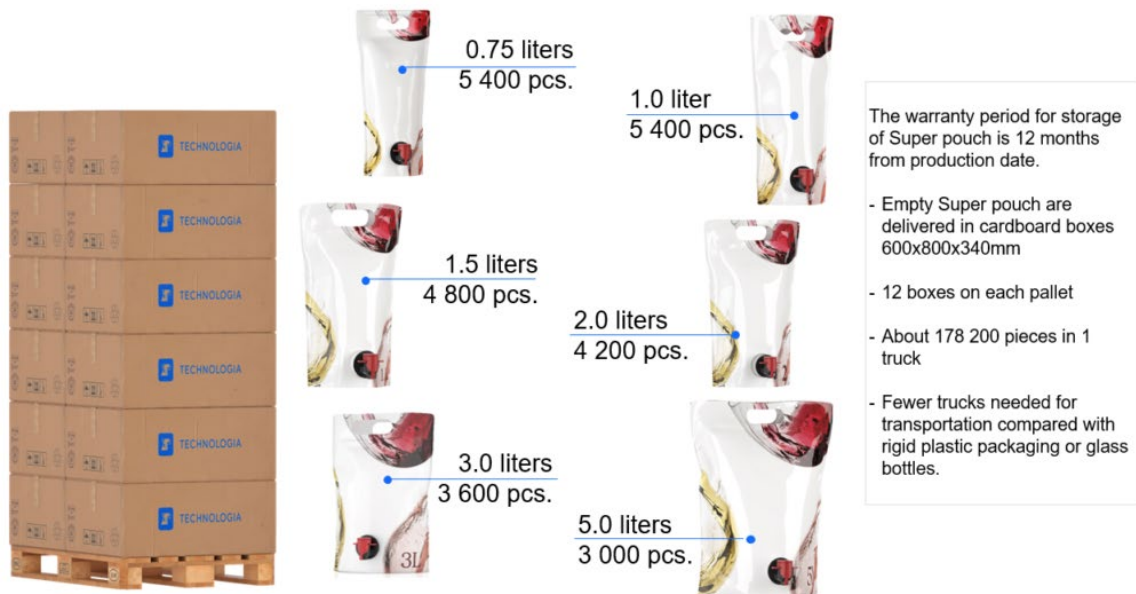 0.75 liters
5 400 pcs.
1.0 liter
5 400 pcs.
1.5 liters
4 800 pcs.
2.0 liters
4 200 pcs.
3.0 liters
3 600 pcs.
5.0 liters
3 000 pcs.
TECHNOLOGIA
TECHNOLOGIA
TECHNOLOGIA
TECHNOLOGIA
TECHNOLOGIA
TECHNOLOGIA
3L
The warranty period for storage
of Super pouch is 12 months
from production date.
- Empty Super pouch are
delivered in cardboard boxes
600x800x340mm
- 12 boxes on each pallet
- About 178 200 pieces in 1
truck
- Fewer trucks needed for
transportation compared with
rigid plastic packaging or glass
bottles.